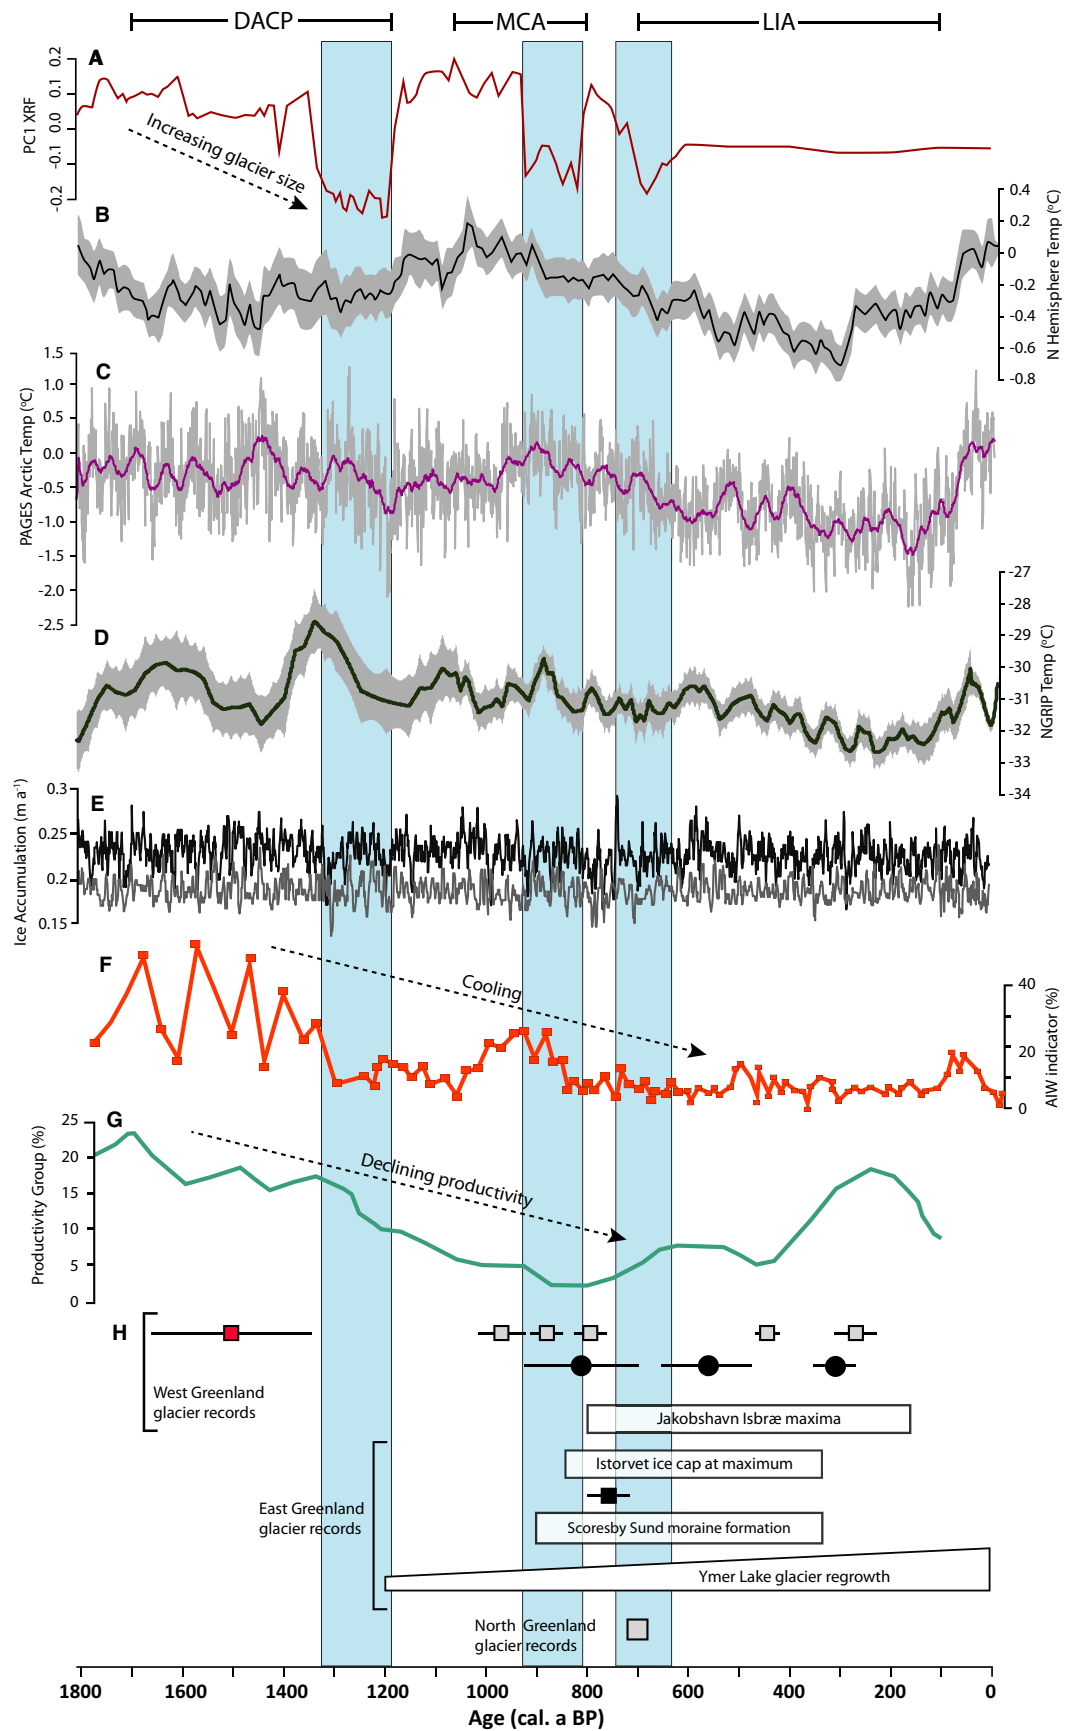 DACP
MCA
LIA
A
0.2
0.1
0.0
-0.1
-0.2
PC1 XRF
Increasing glacier size
B
0.4
0.2
0
-0.2
-0.4
-0.6
-0.8
N Hemisphere Temp (°C)
C
1.5
1.0
0.5
0.0
-0.5
-1.0
-1.5
-2.0
-2.5
PAGES Arctic Temp (°C)
D
-27
-28
-29
-30
-31
-32
-33
-34
NGRIP Temp (°C)
E
0.3
0.25
0.2
0.15
Ice Accumulation (m a⁻¹)
F
Cooling
40
20
0
AIW indicator (%)
G
25
20
15
10
5
0
Productivity Group (%)
Declining productivity
H
West Greenland
glacier records
Jakobshavn Isbræ maxima
Istorvet ice cap at maximum
East Greenland
glacier records
Scoresby Sund moraine formation
Ymer Lake glacier regrowth
North Greenland
glacier records
1800 1600 1400 1200 1000 800 600 400 200 0
Age (cal. a BP)